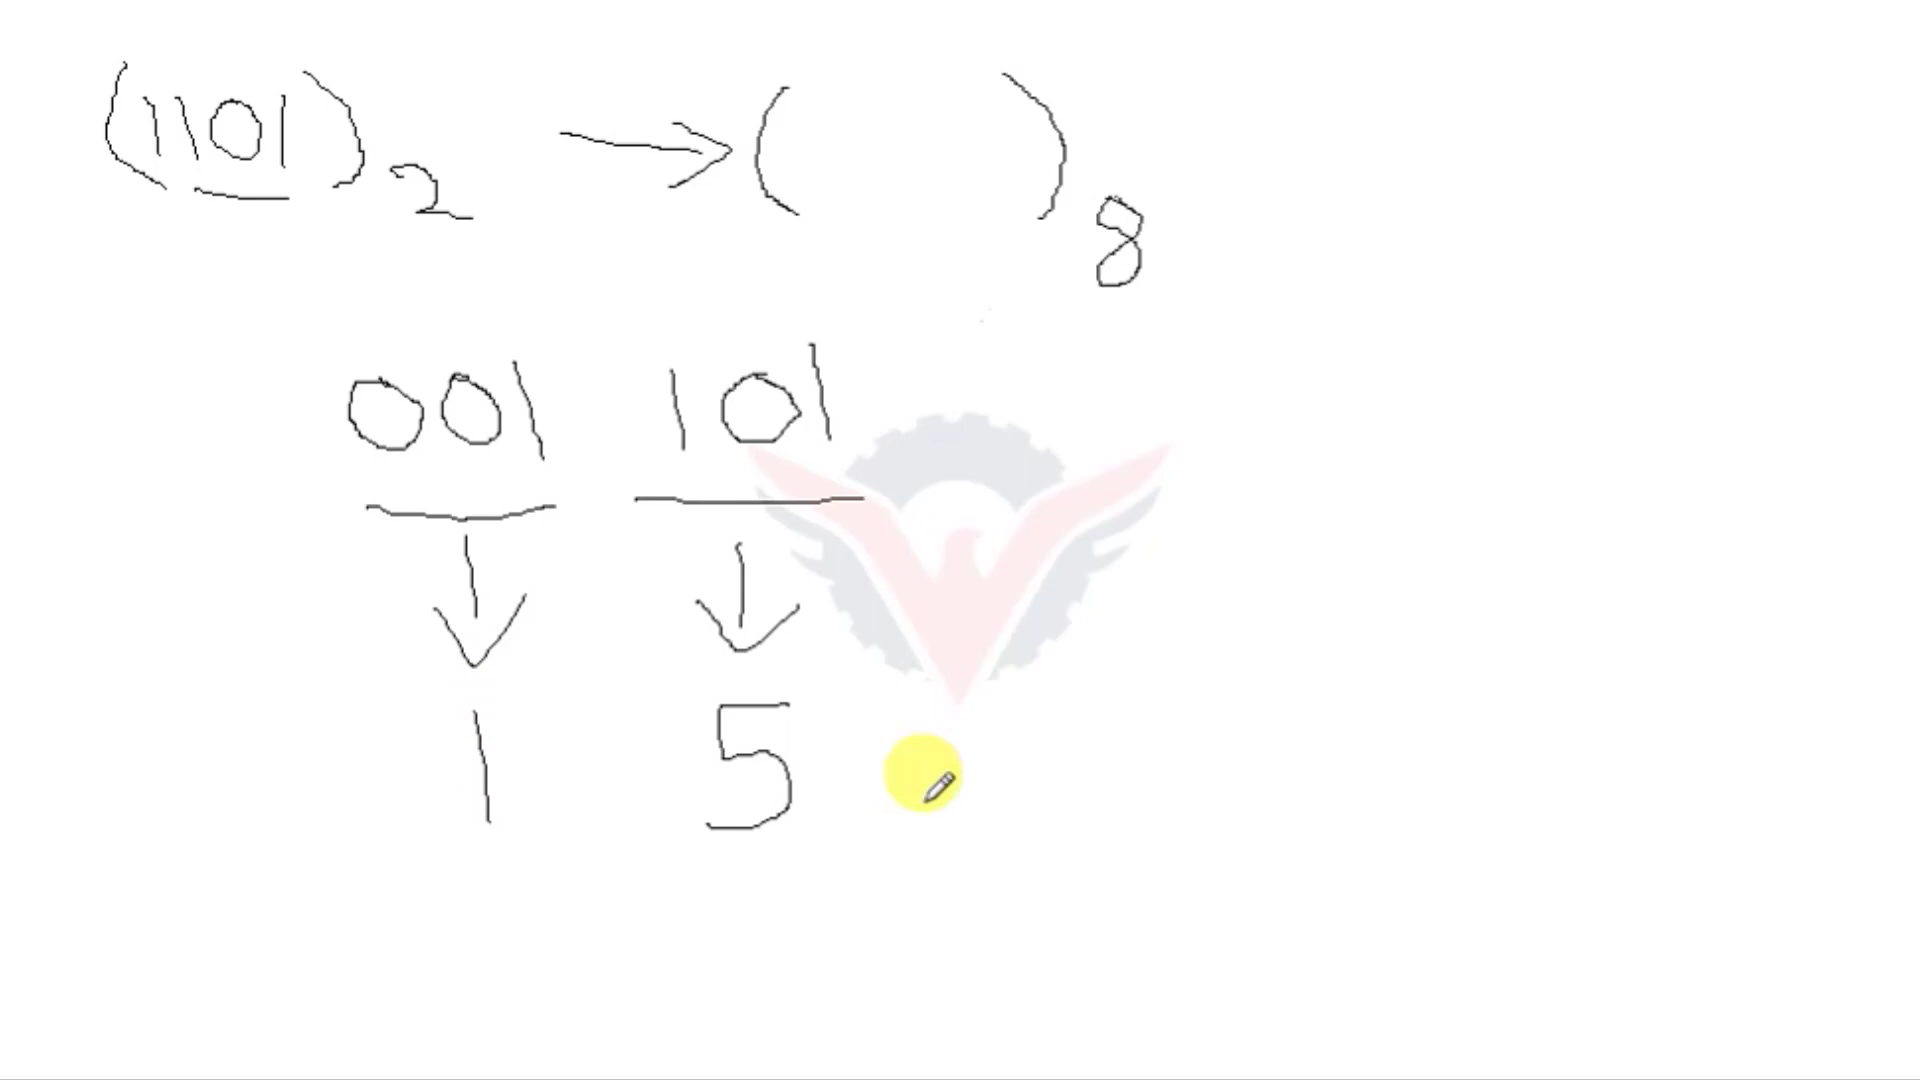 (1101)2 → ( )8
001 101
↓ ↓
1 5